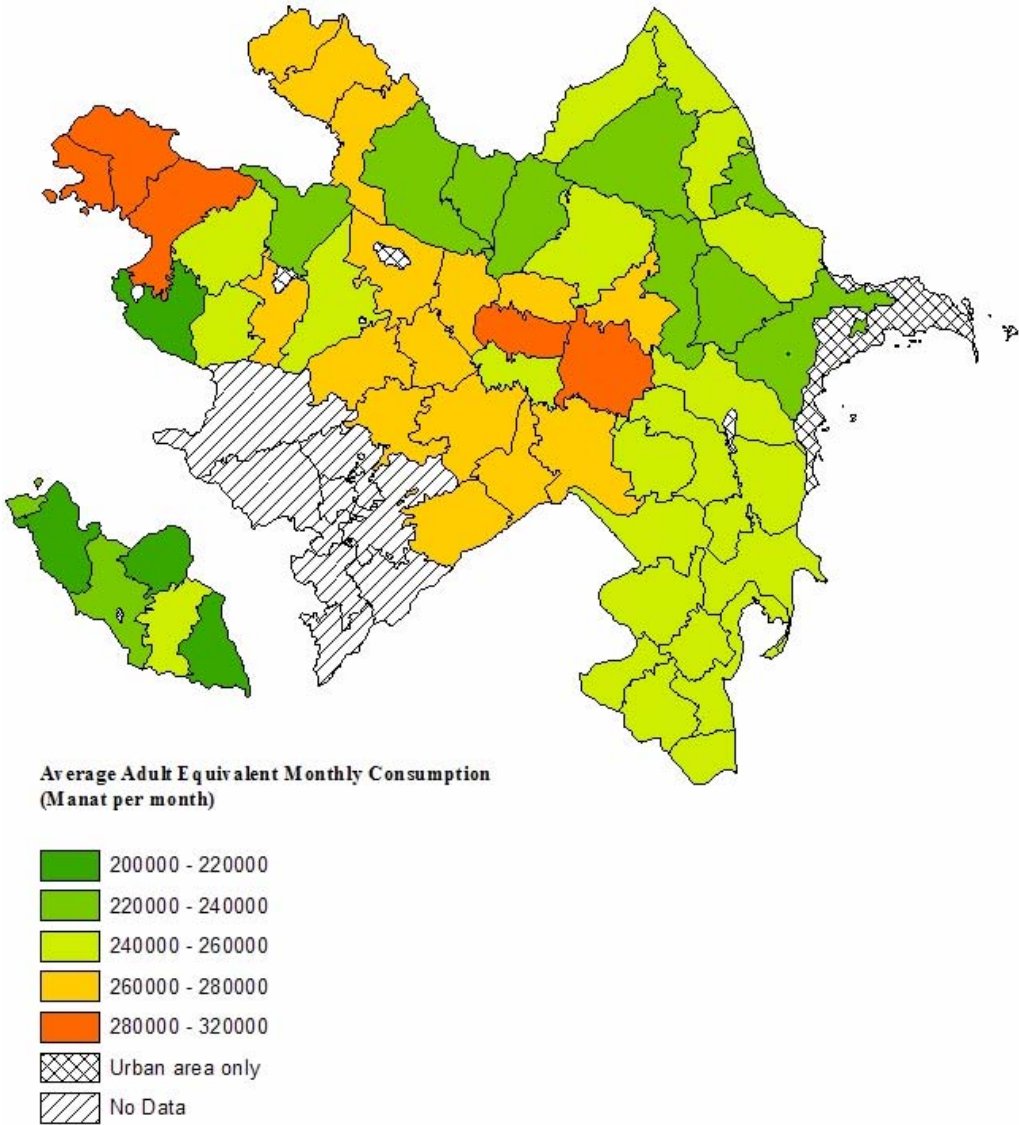 Average Adult Equivalent Monthly Consumption
(Manat per month)
200000 - 220000
220000 - 240000
240000 - 260000
260000 - 280000
280000 - 320000
Urban area only
No Data